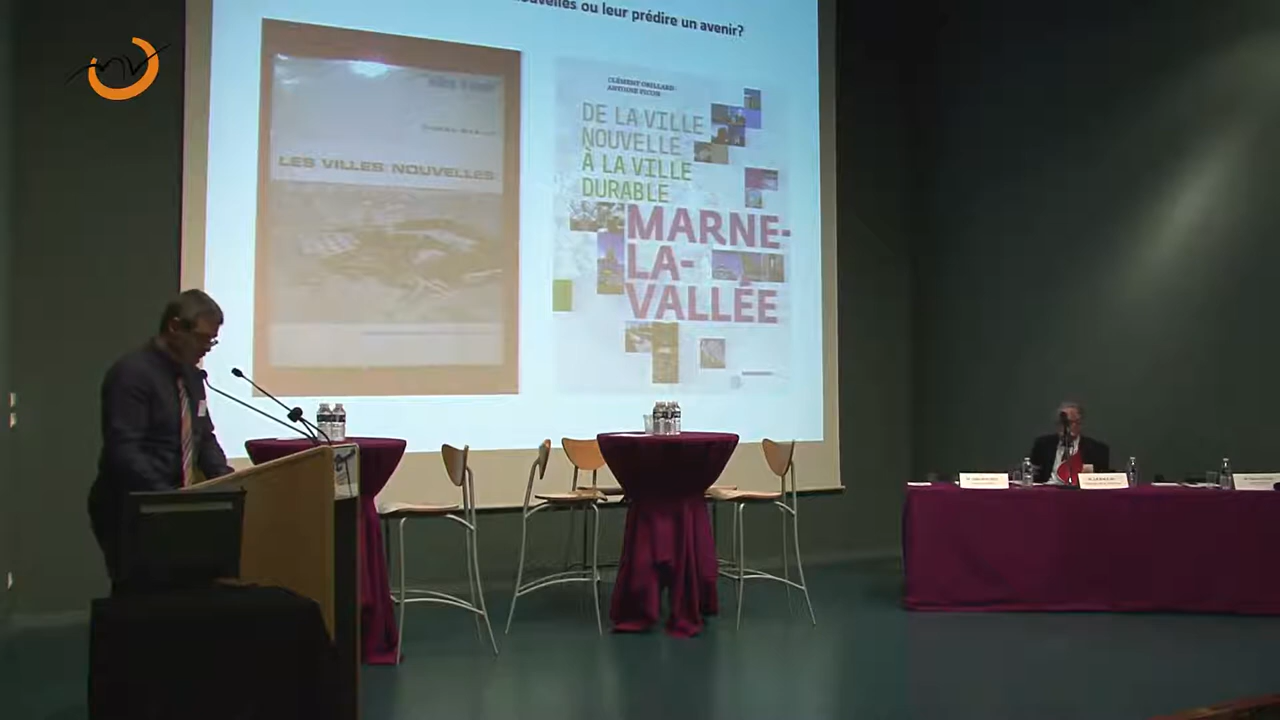 nouvelles ou leur prédire un avenir?
LES VILLES NOUVELLES
CLÉMENT ORILLARD
ANTOINE PICON
DE LA VILLE
NOUVELLE
À LA VILLE
DURABLE
MARNE-
LA-
VALLÉE